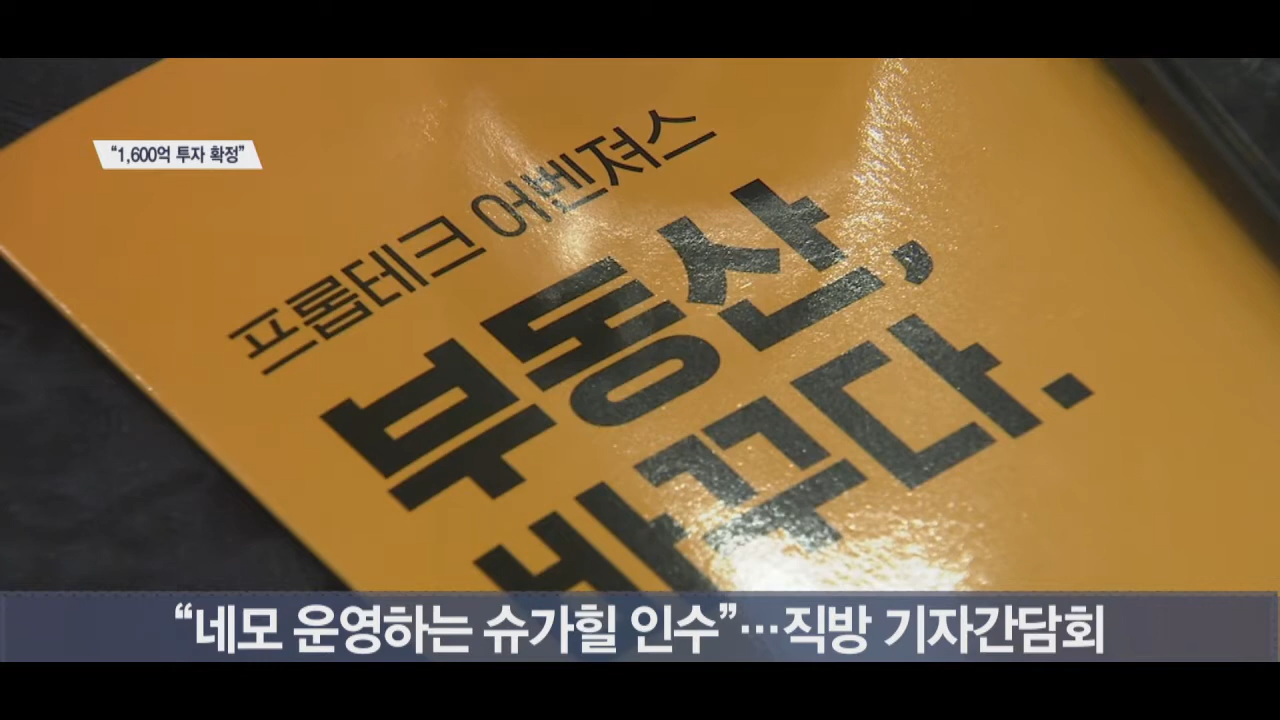 “1,600억 투자 확정”
프롭테크 어벤져스
부동산,
바꾸다.
“네모 운영하는 슈가힐 인수”…직방 기자간담회